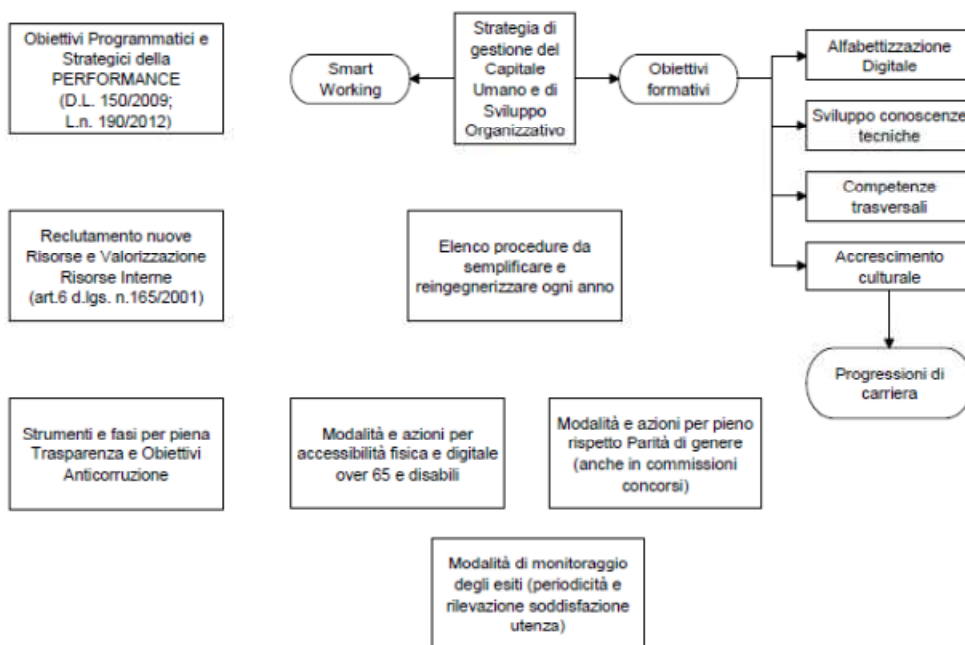 Obiettivi Programmatici e
Strategici della
PERFORMANCE
(D.L. 150/2009;
L.n. 190/2012)
Smart
Working
Strategia di
gestione del
Capitale
Umano e di
Sviluppo
Organizzativo
Obiettivi
formativi
Alfabettizzazione
Digitale
Sviluppo conoscenze
tecniche
Competenze
trasversali
Accrescimento
culturale
Progressioni di
carriera
Reclutamento nuove
Risorse e Valorizzazione
Risorse Interne
(art.6 d.lgs. n.165/2001)
Elenco procedure da
semplificare e
reingegnerizzare ogni anno
Strumenti e fasi per piena
Trasparenza e Obiettivi
Anticorruzione
Modalità e azioni per
accessibilità fisica e digitale
over 65 e disabili
Modalità e azioni per pieno
rispetto Parità di genere
(anche in commissioni
concorsi)
Modalità di monitoraggio
degli esiti (periodicità e
rilevazione soddisfazione
utenza)